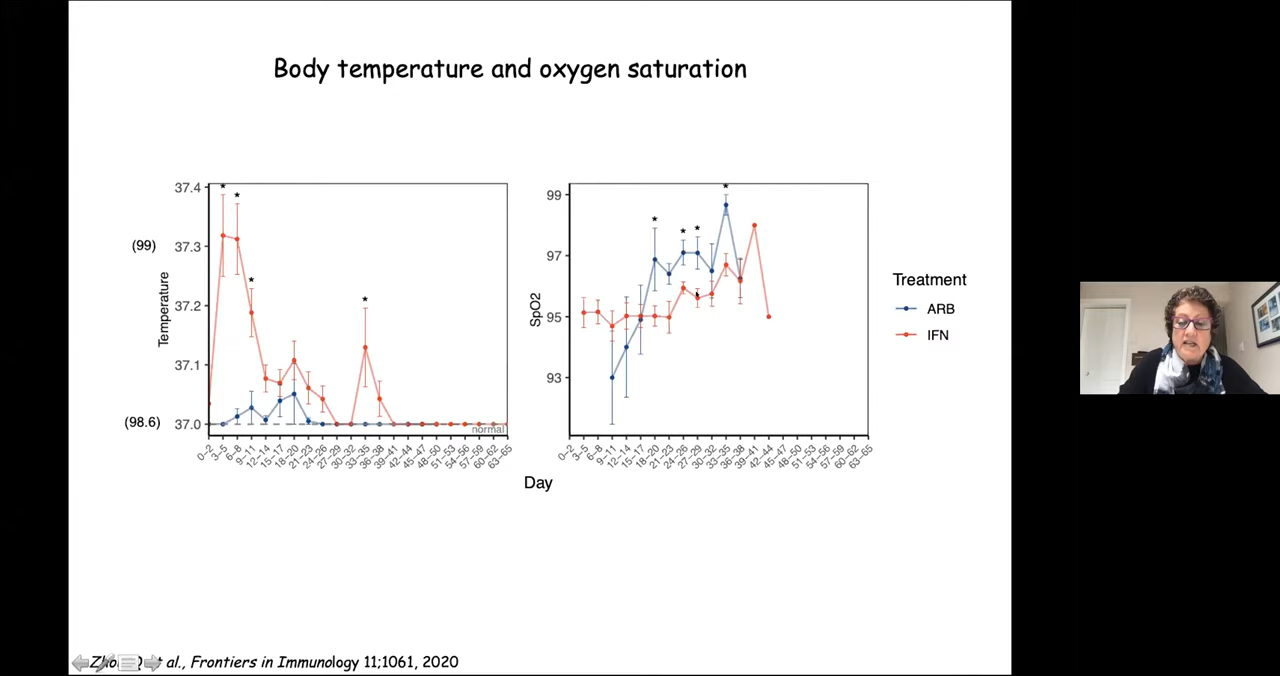 Body temperature and oxygen saturation
37.4
37.3
37.2
37.1
37.0
(99)
(98.6)
Temperature
* * * *
normal
0–2 3–5 6–8 9–11 12–14 15–17 18–20 21–23 24–26 27–29 30–32 33–35 36–38 39–41 42–44 45–47 48–50 51–53 54–56 57–59 60–62 63–65
99
97
95
93
SpO2
* * * *
0–2 3–5 6–8 9–11 12–14 15–17 18–20 21–23 24–26 27–29 30–32 33–35 36–38 39–41 42–44 45–47 48–50 51–53 54–56 57–59 60–62 63–65
Day
Treatment
ARB
IFN
et al., Frontiers in Immunology 11;1061, 2020